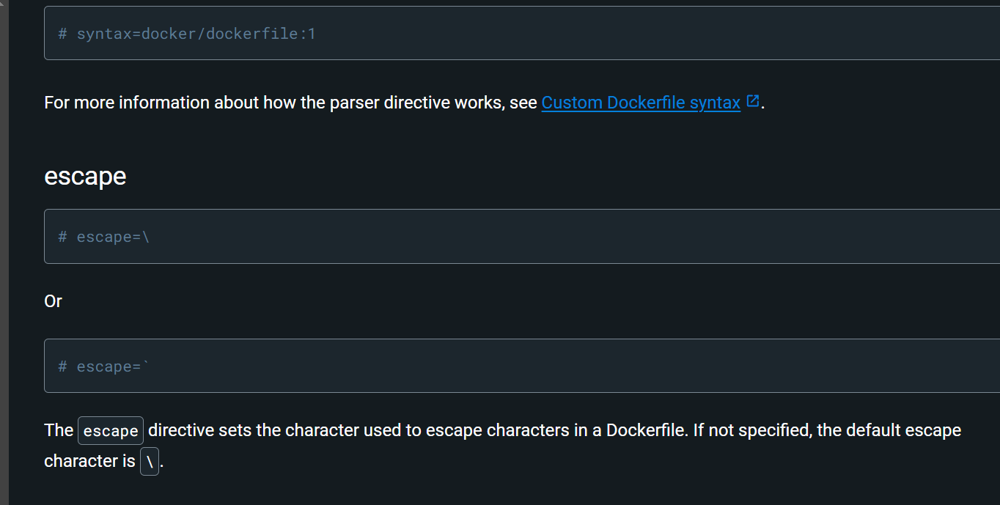 # syntax=docker/dockerfile:1
For more information about how the parser directive works, see Custom Dockerfile syntax.
escape
# escape=\
Or
# escape=`
The escape directive sets the character used to escape characters in a Dockerfile. If not specified, the default escape
character is \.